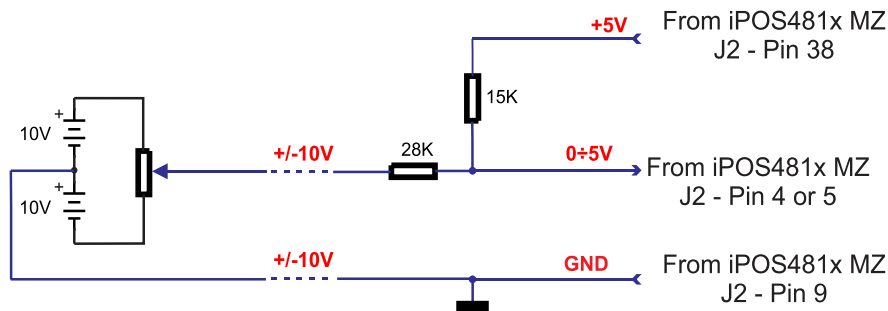 +5V
From iPOS481x MZ
J2 - Pin 38
15K
+
10V
+/-10V
28K
0÷5V
From iPOS481x MZ
J2 - Pin 4 or 5
+
10V
+/-10V
GND
From iPOS481x MZ
J2 - Pin 9